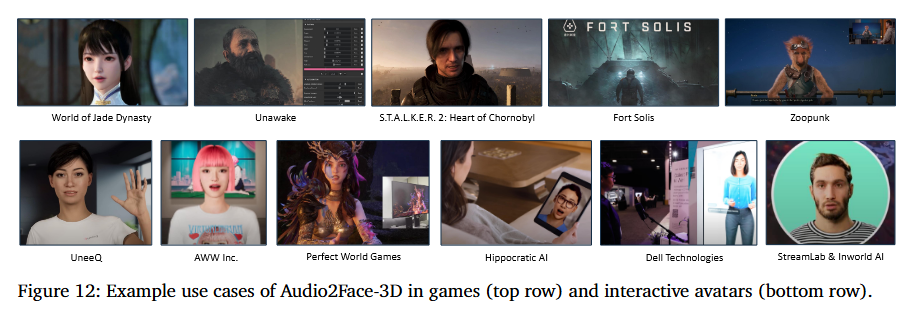 FORT SOLIS
World of Jade Dynasty
Unawake
S.T.A.L.K.E.R. 2: Heart of Chornobyl
Fort Solis
Zoopunk
UneeQ
AWW Inc.
Perfect World Games
Hippocratic AI
Dell Technologies
StreamLab & Inworld AI
Figure 12: Example use cases of Audio2Face-3D in games (top row) and interactive avatars (bottom row).